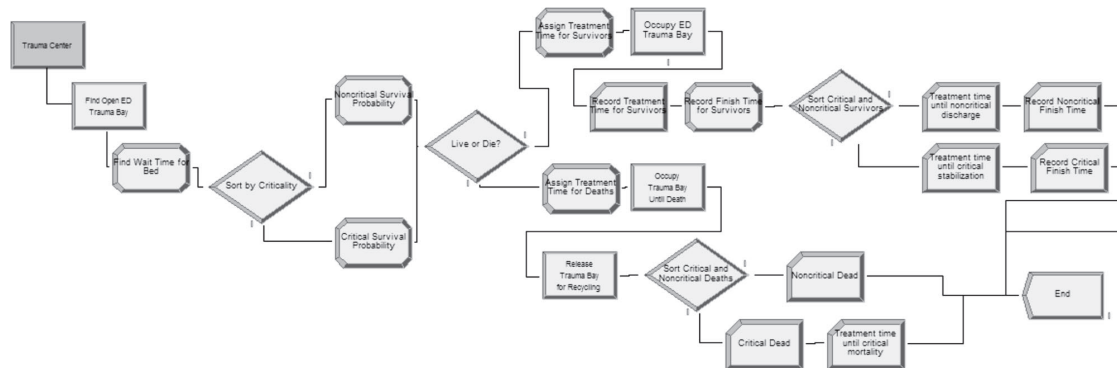 Trauma Center
Find Open ED
Trauma Bay
Find Wait Time for
Bed
Sort by Criticality
Noncritical Survival
Probability
Critical Survival
Probability
Live or Die?
Assign Treatment
Time for Survivors
Occupy ED
Trauma Bay
Record Treatment
Time for Survivors
Record Finish Time
for Survivors
Sort Critical and
Noncritical Survivors
Treatment time
until noncritical
discharge
Record Noncritical
Finish Time
Treatment time
until critical
stabilization
Record Critical
Finish Time
Assign Treatment
Time for Deaths
Occupy
Trauma Bay
Until Death
Release
Trauma Bay
for Recycling
Sort Critical and
Noncritical Deaths
Noncritical Dead
Critical Dead
Treatment time
until critical
mortality
End